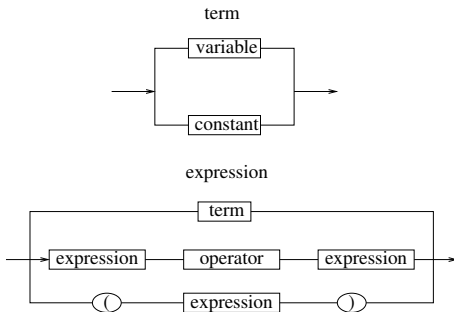 term
variable
constant
expression
term
expression operator expression
( expression )